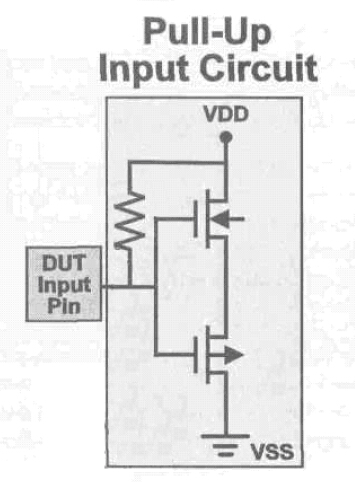 Pull-Up
Input Circuit
VDD
DUT
Input
Pin
VSS